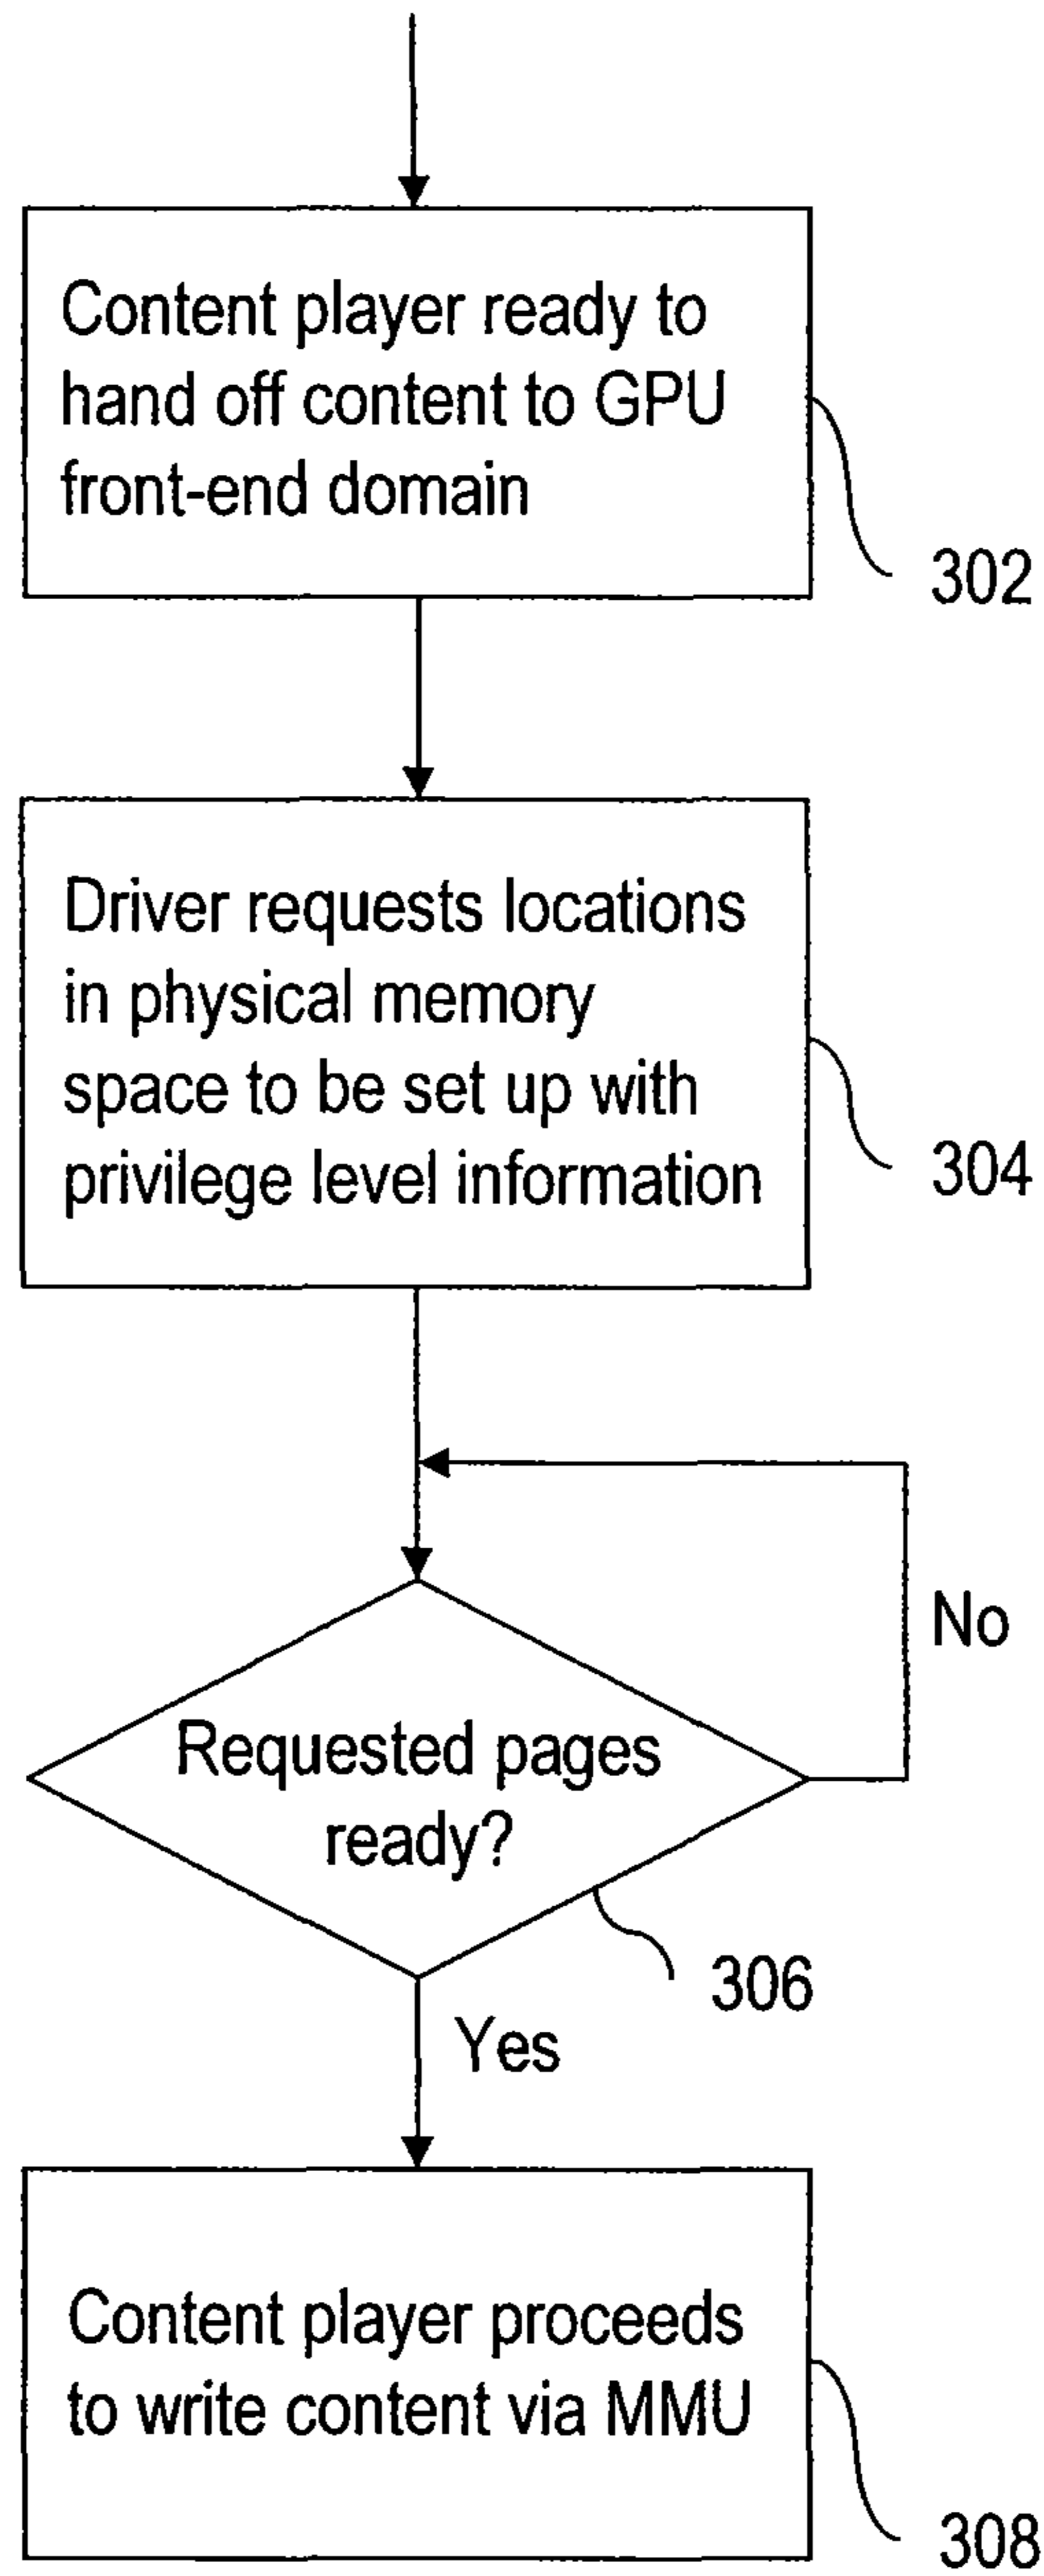 Content player ready to
hand off content to GPU
front-end domain
302
Driver requests locations
in physical memory
space to be set up with
privilege level information
304
No
Requested pages
ready?
306
Yes
Content player proceeds
to write content via MMU
308